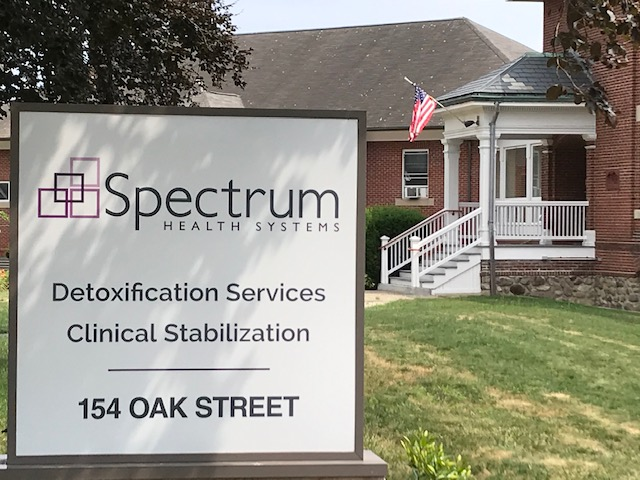 Spectrum
HEALTH SYSTEMS
Detoxification Services
Clinical Stabilization
154 OAK STREET